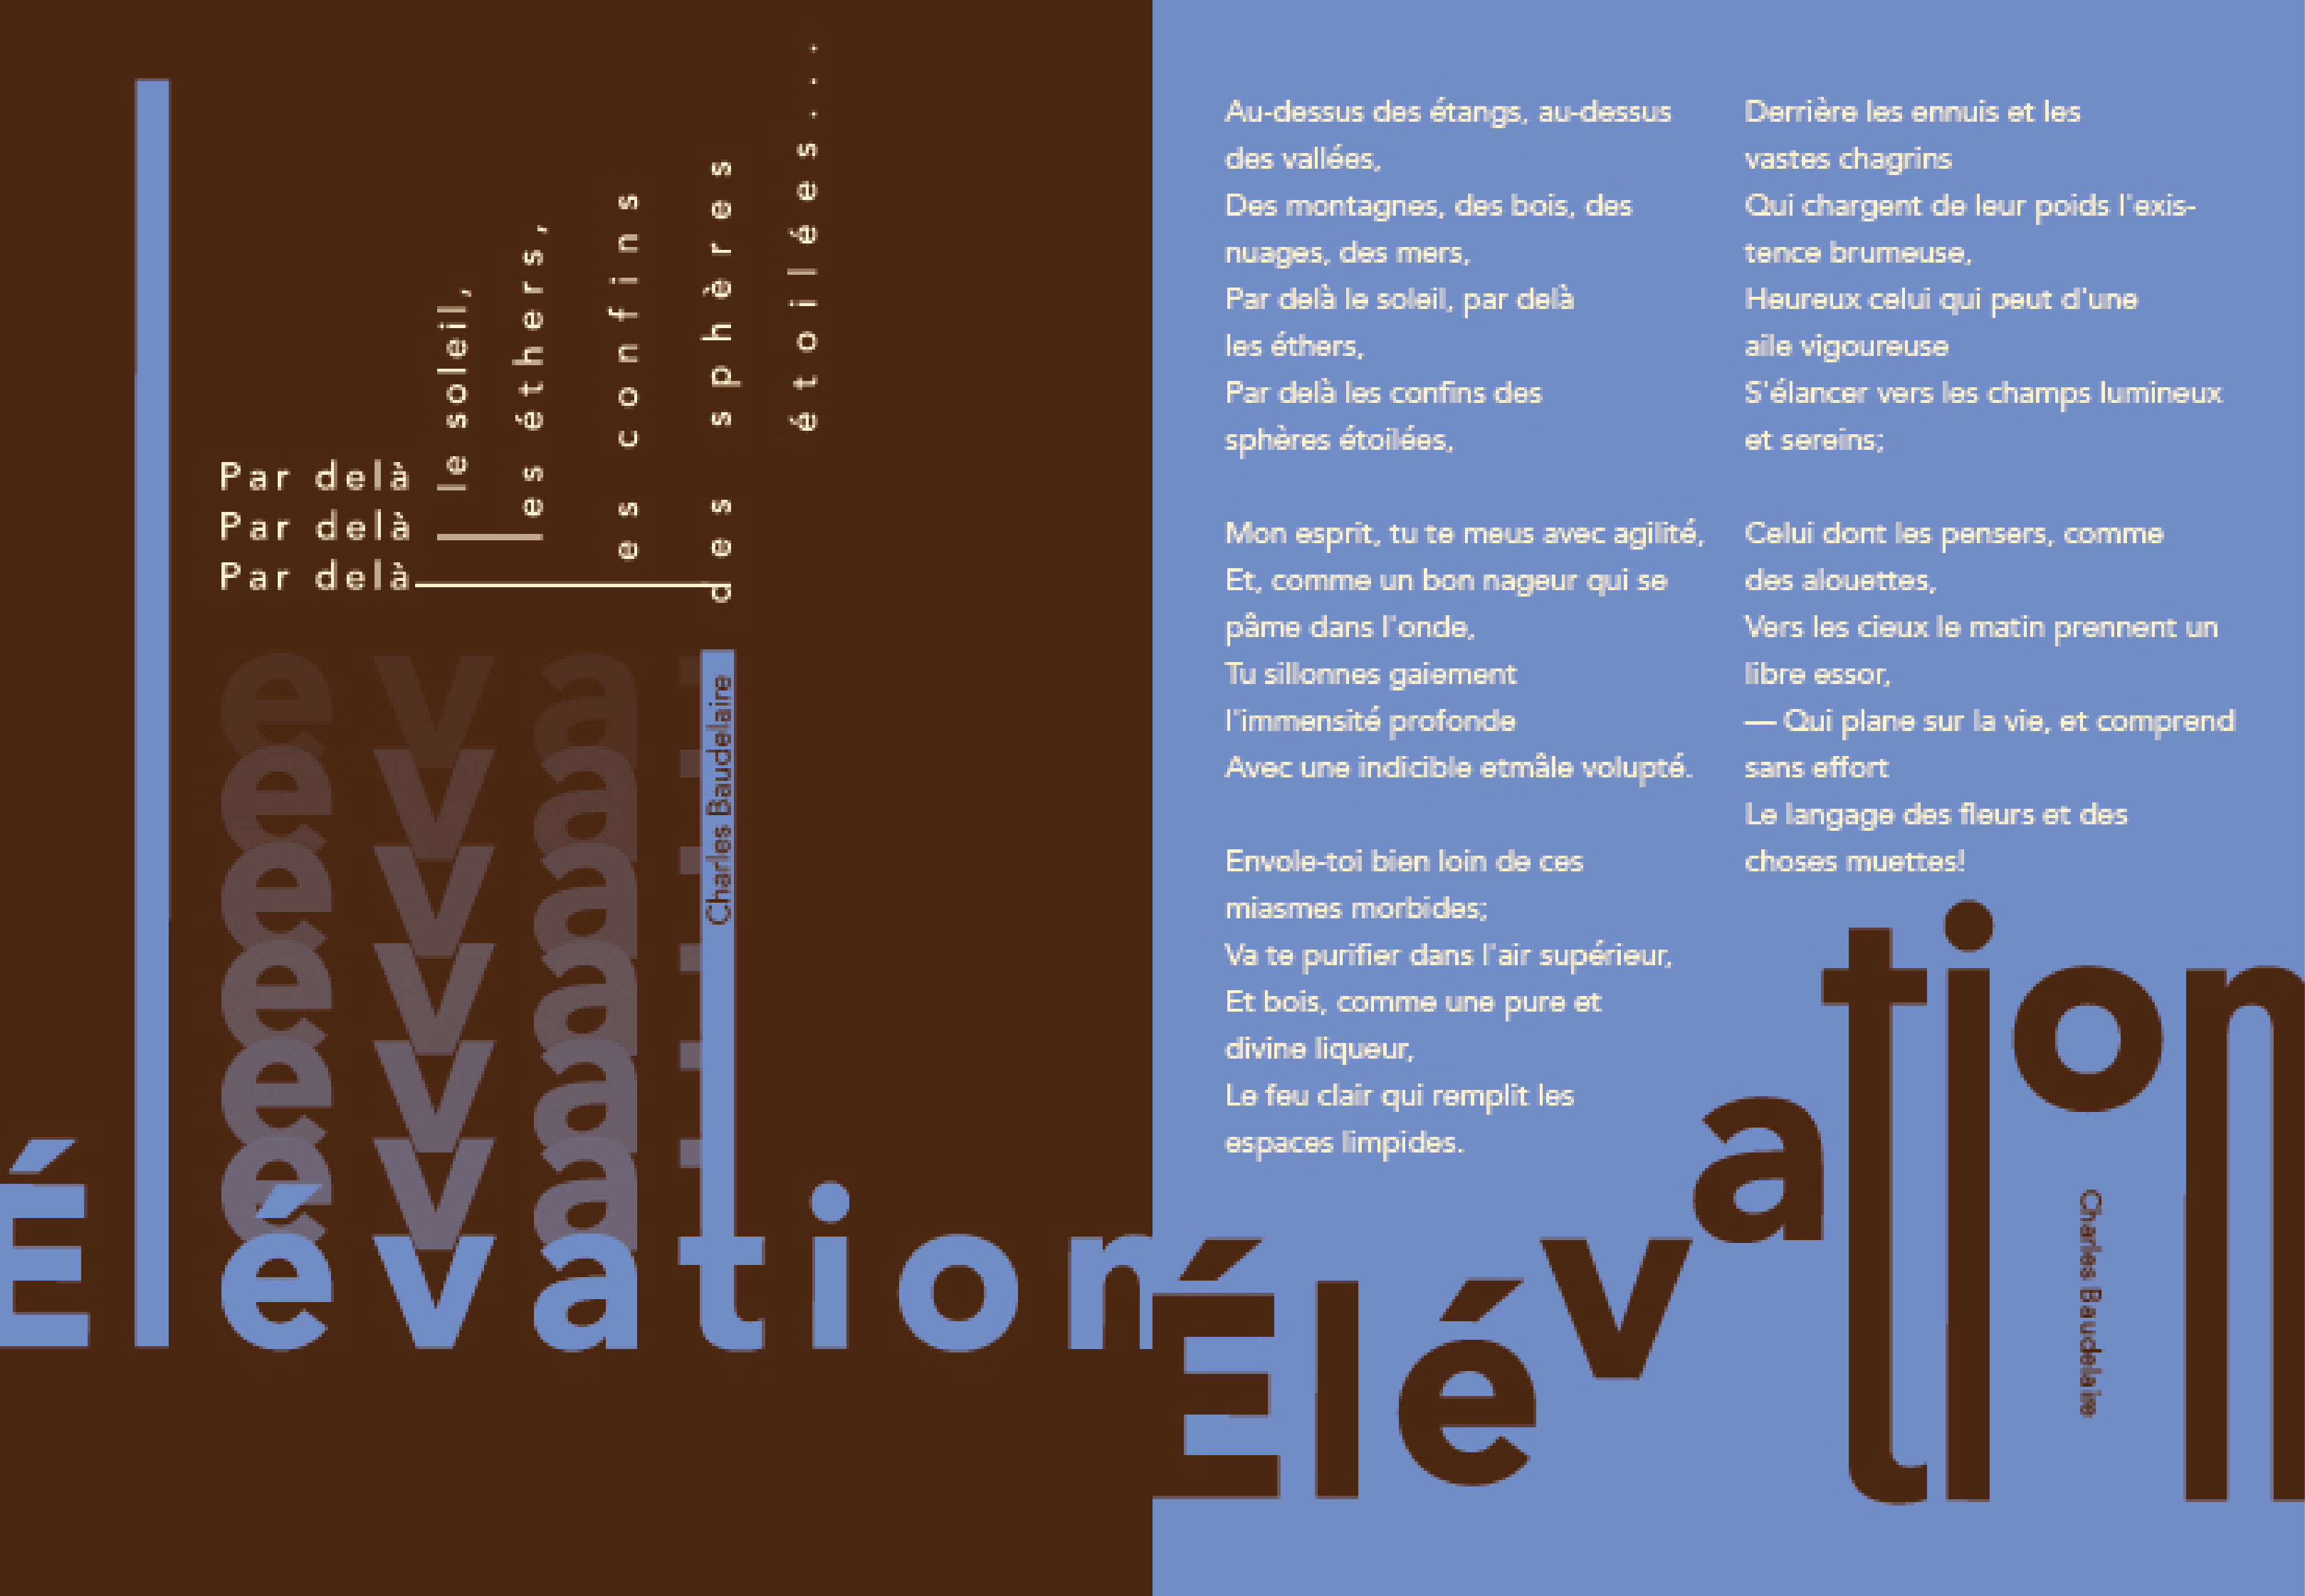 Par delà le soleil,
Par delà les éthers,
Par delà les confins
des sphères
étoilées...
evat
evat
evat
evat
evat
evat
Charles Baudelaire
Élévation
Au-dessus des étangs, au-dessus
des vallées,
Des montagnes, des bois, des
nuages, des mers,
Par delà le soleil, par delà
les éthers,
Par delà les confins des
sphères étoilées,
Mon esprit, tu te meus avec agilité,
Et, comme un bon nageur qui se
pâme dans l'onde,
Tu sillonnes gaiement
l'immensité profonde
Avec une indicible etmâle volupté.
Envole-toi bien loin de ces
miasmes morbides;
Va te purifier dans l'air supérieur,
Et bois, comme une pure et
divine liqueur,
Le feu clair qui remplit les
espaces limpides.
Derrière les ennuis et les
vastes chagrins
Qui chargent de leur poids l'exis-
tence brumeuse,
Heureux celui qui peut d'une
aile vigoureuse
S'élancer vers les champs lumineux
et sereins;
Celui dont les pensers, comme
des alouettes,
Vers les cieux le matin prennent un
libre essor,
— Qui plane sur la vie, et comprend
sans effort
Le langage des fleurs et des
choses muettes!
Élévation
Charles Baudelaire